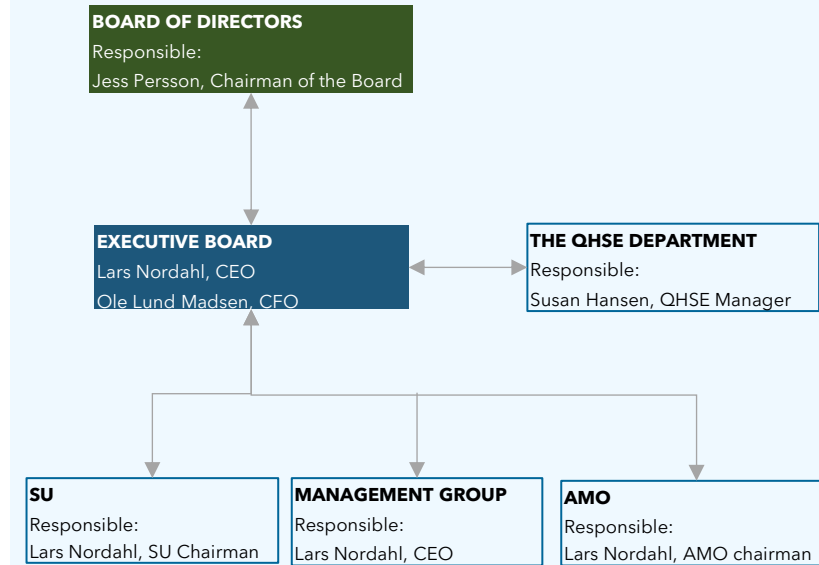 BOARD OF DIRECTORS
Responsible:
Jess Persson, Chairman of the Board
EXECUTIVE BOARD
Lars Nordahl, CEO
Ole Lund Madsen, CFO
THE QHSE DEPARTMENT
Responsible:
Susan Hansen, QHSE Manager
SU
Responsible:
Lars Nordahl, SU Chairman
MANAGEMENT GROUP
Responsible:
Lars Nordahl, CEO
AMO
Responsible:
Lars Nordahl, AMO chairman